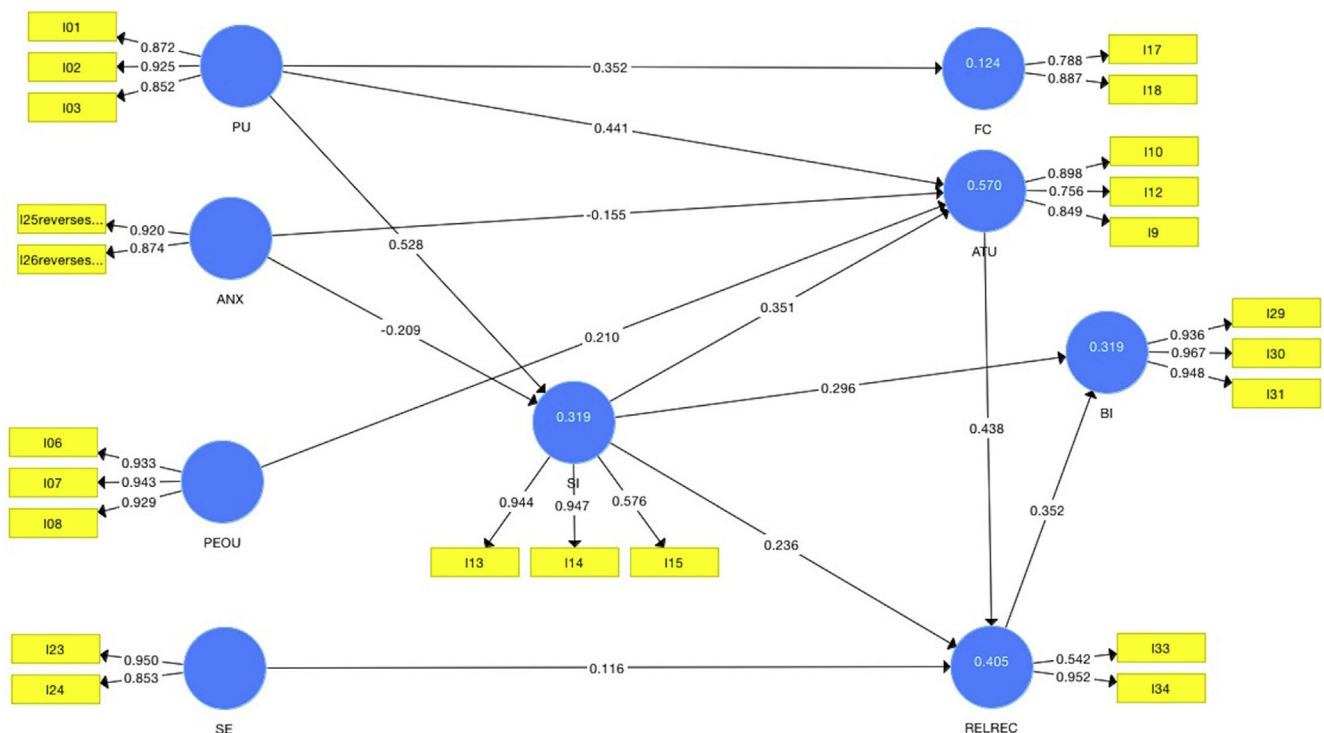 I01
0.872
I02
0.925
I03
0.852
PU
0.352
0.124
FC
0.788
I17
0.887
I18
0.441
0.570
ATU
0.898
I10
0.756
I12
0.849
I9
I25reverses...
0.920
I26reverses...
0.874
ANX
-0.155
0.528
-0.209
0.210
0.351
0.319
SI
0.296
0.319
BI
0.936
I29
0.967
I30
0.948
I31
I06
0.933
I07
0.943
I08
0.929
PEOU
0.944
0.947
0.576
I13
I14
I15
0.438
0.352
0.236
I23
0.950
I24
0.853
SE
0.116
0.405
RELREC
0.542
I33
0.952
I34